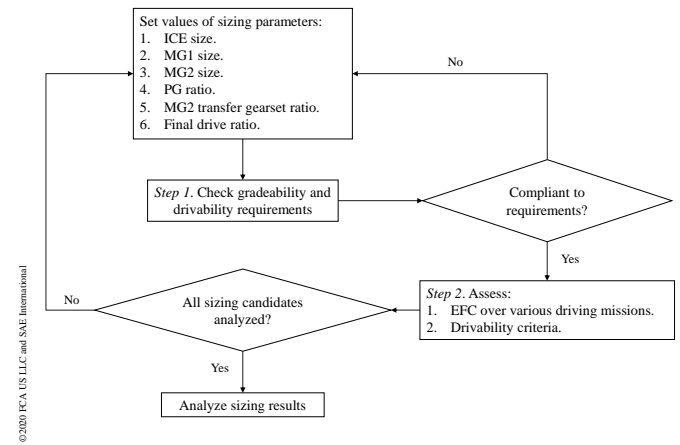 Set values of sizing parameters:
1. ICE size.
2. MG1 size.
3. MG2 size.
4. PG ratio.
5. MG2 transfer gearset ratio.
6. Final drive ratio.
No
Step 1. Check gradeability and
drivability requirements
Compliant to
requirements?
Yes
Step 2. Assess:
1. EFC over various driving missions.
2. Drivability criteria.
All sizing candidates
analyzed?
No
Yes
Analyze sizing results
©2020 FCA US LLC and SAE International